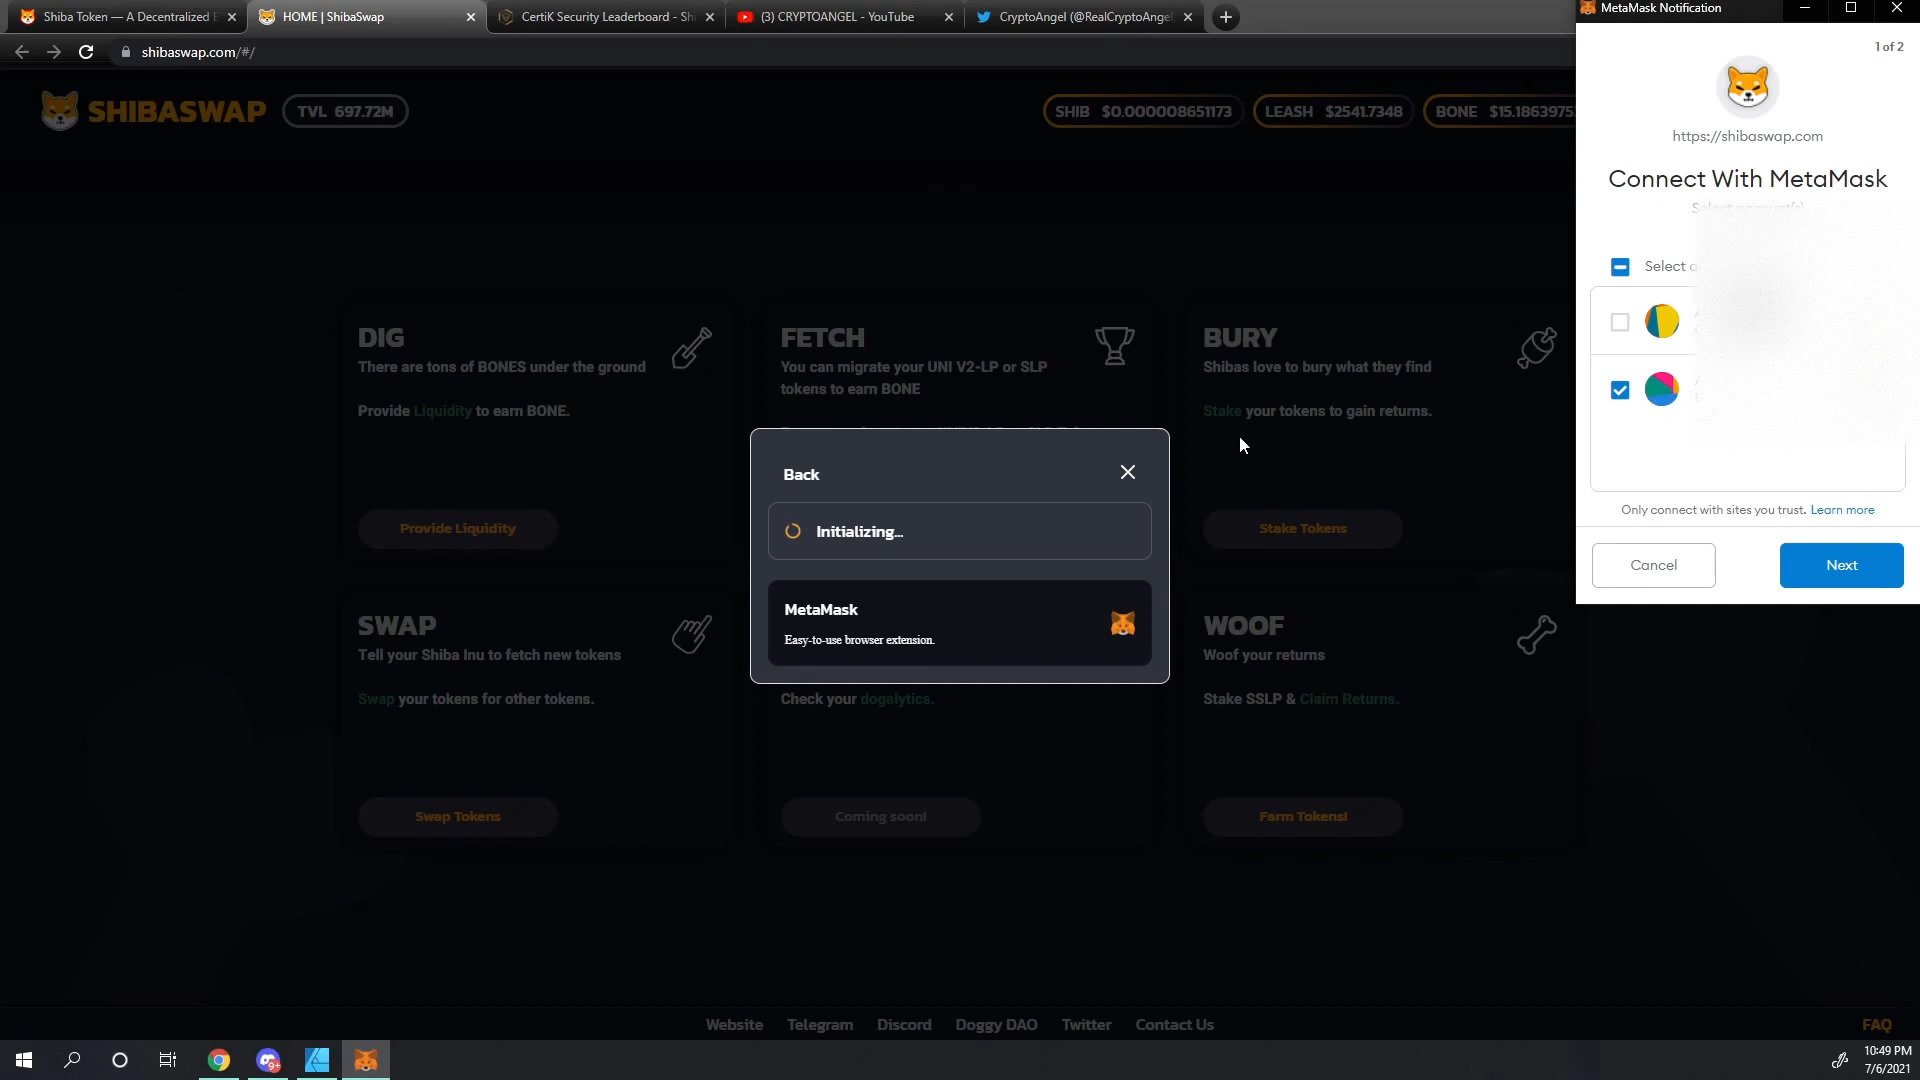 Shiba Token — A Decentralized E
HOME | ShibaSwap
CertiK Security Leaderboard - Sh
(3) CRYPTOANGEL - YouTube
CryptoAngel (@RealCryptoAngel
MetaMask Notification
shibaswap.com/#/
1 of 2
SHIBASWAP
TVL 697.72M
SHIB $0.000008651173
LEASH $2541.7348
BONE $15.1863975
https://shibaswap.com
Connect With MetaMask
Select account(s)
Select a
Only connect with sites you trust. Learn more
Cancel
Next
DIG
There are tons of BONES under the ground
Provide Liquidity to earn BONE.
Provide Liquidity
FETCH
You can migrate your UNI V2-LP or SLP
tokens to earn BONE
BURY
Shibas love to bury what they find
Stake your tokens to gain returns.
Stake Tokens
Back
Initializing...
MetaMask
Easy-to-use browser extension.
SWAP
Tell your Shiba Inu to fetch new tokens
Swap your tokens for other tokens.
Swap Tokens
Check your dogalytics.
Coming soon!
WOOF
Woof your returns
Stake SSLP & Claim Returns.
Farm Tokens!
Website
Telegram
Discord
Doggy DAO
Twitter
Contact Us
FAQ
9+
10:49 PM
7/6/2021